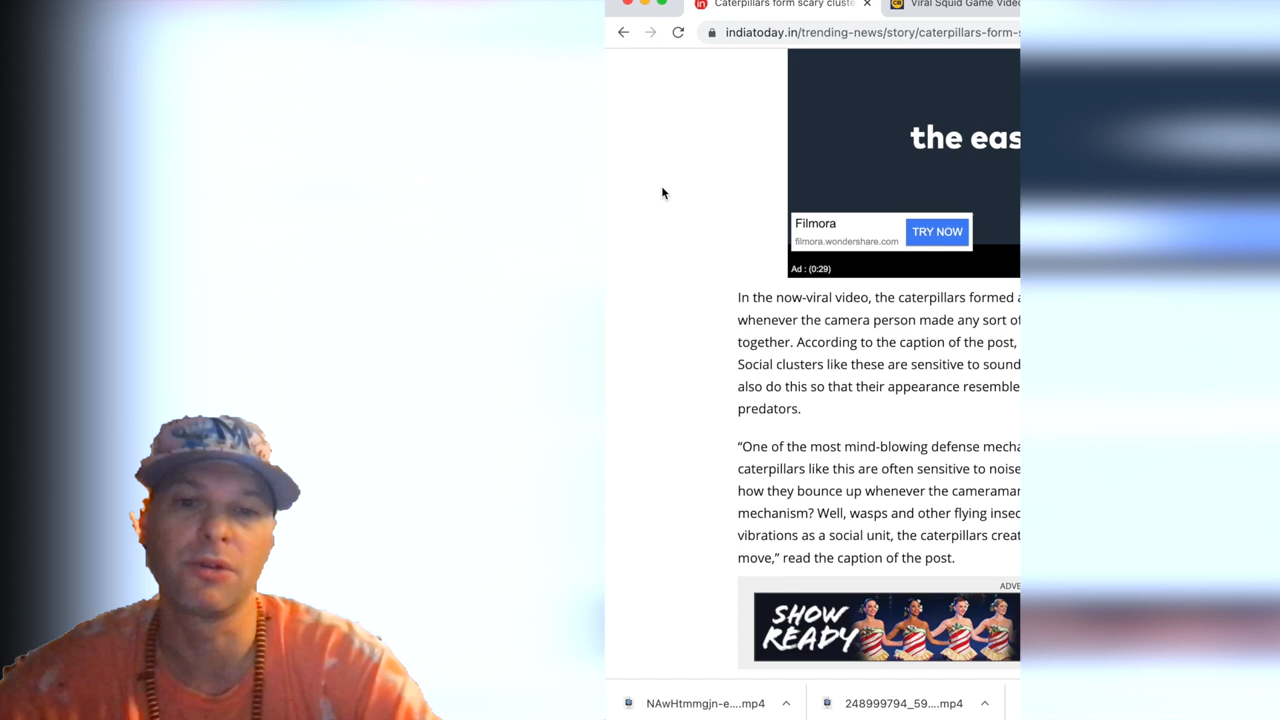 Caterpillars form scary cluste
Viral Squid Game Video
indiatoday.in/trending-news/story/caterpillars-form-s
the eas
Filmora
filmora.wondershare.com
TRY NOW
Ad : (0:29)
In the now-viral video, the caterpillars formed a
whenever the camera person made any sort of
together. According to the caption of the post,
Social clusters like these are sensitive to sound
also do this so that their appearance resemble
predators.
“One of the most mind-blowing defense mecha
caterpillars like this are often sensitive to noise
how they bounce up whenever the cameraman
mechanism? Well, wasps and other flying insec
vibrations as a social unit, the caterpillars creat
move,” read the caption of the post.
ADVE
SHOW
READY
NAwHtmmgjn-e....mp4
248999794_59....mp4